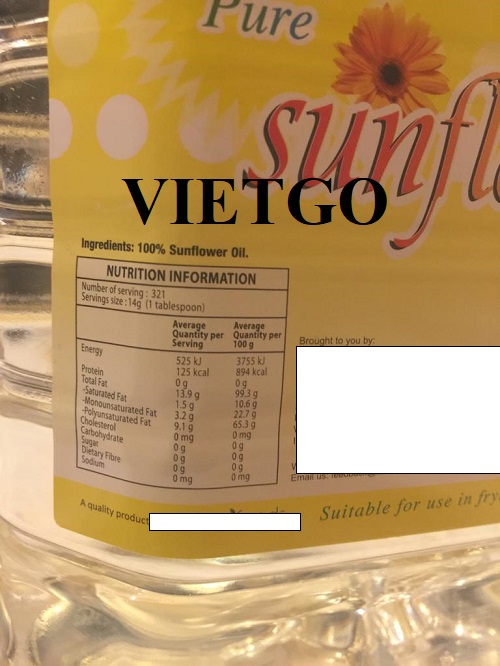 Pure
sunfl
VIETGO
Ingredients: 100% Sunflower Oil.
NUTRITION INFORMATION
Number of serving : 321
Servings size :14g (1 tablespoon)
Average Quantity per Serving Average Quantity per 100 g
Energy 525 kJ 3755 kJ
125 kcal 894 kcal
Protein 0 g 0 g
Total Fat 13.9 g 99.3 g
-Saturated Fat 1.5 g 10.6 g
-Monounsaturated Fat 3.2 g 22.7 g
-Polyunsaturated Fat 9.1 g 65.3 g
Cholesterol 0 mg 0 mg
Carbohydrate 0 g 0 g
Sugar 0 g 0 g
Dietary Fibre 0 g 0 g
Sodium 0 mg 0 mg
Brought to you by:
Email us:
A quality product
Suitable for use in fry